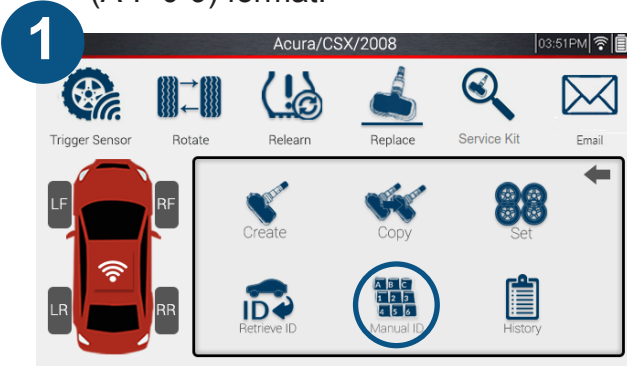 (A-F 0-9) format.
1
Acura/CSX/2008 03:51PM
Trigger Sensor Rotate Relearn Replace Service Kit Email
LF RF
Create Copy Set
ID
A B C
1 2 3
4 5 6
LR RR
Retrieve ID Manual ID History